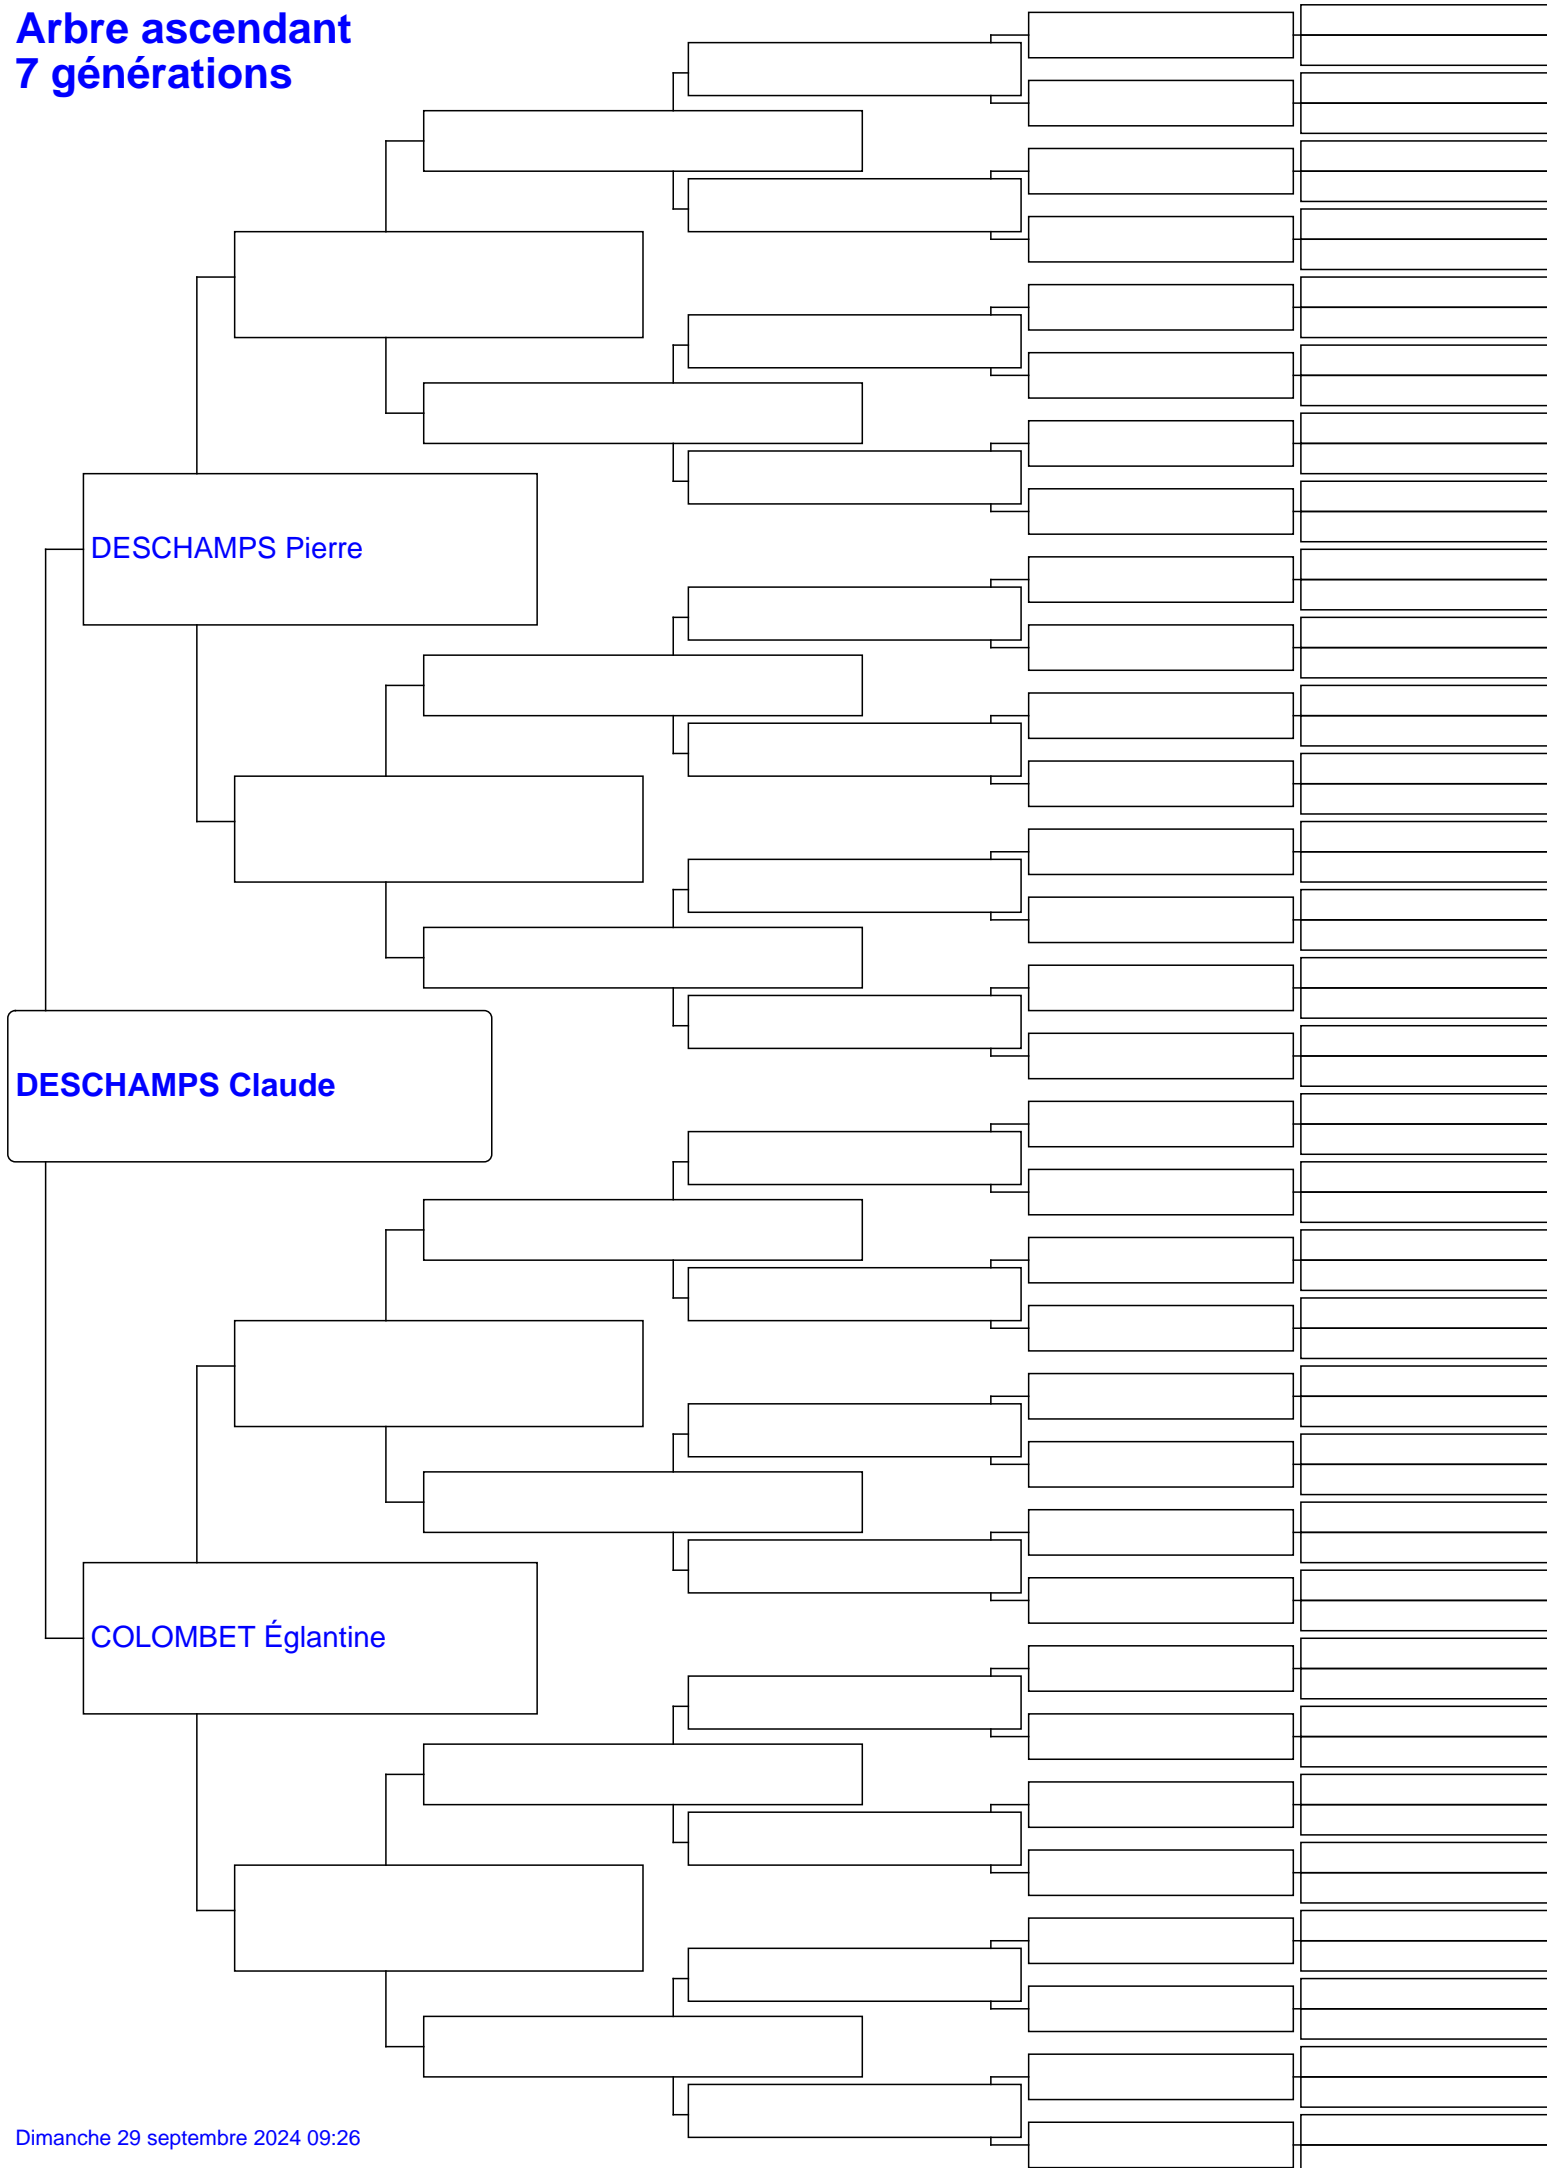 Arbre ascendant
7 générations
DESCHAMPS Pierre
DESCHAMPS Claude
COLOMBET Églantine
Dimanche 29 septembre 2024 09:26